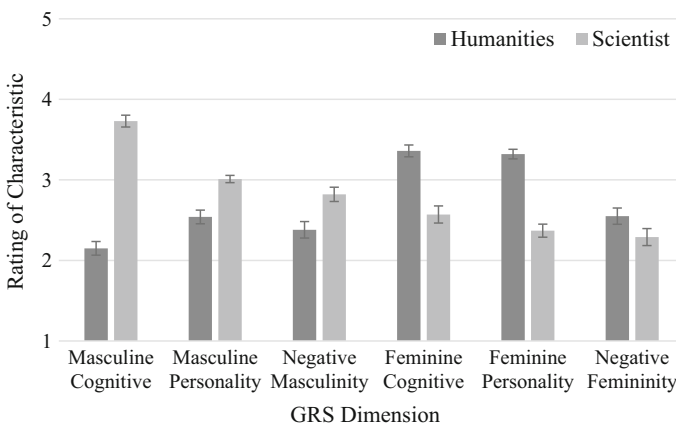 5
Humanities Scientist
4
3
2
1
Rating of Characteristic
Masculine Masculine Negative Feminine Feminine Negative
Cognitive Personality Masculinity Cognitive Personality Femininity
GRS Dimension